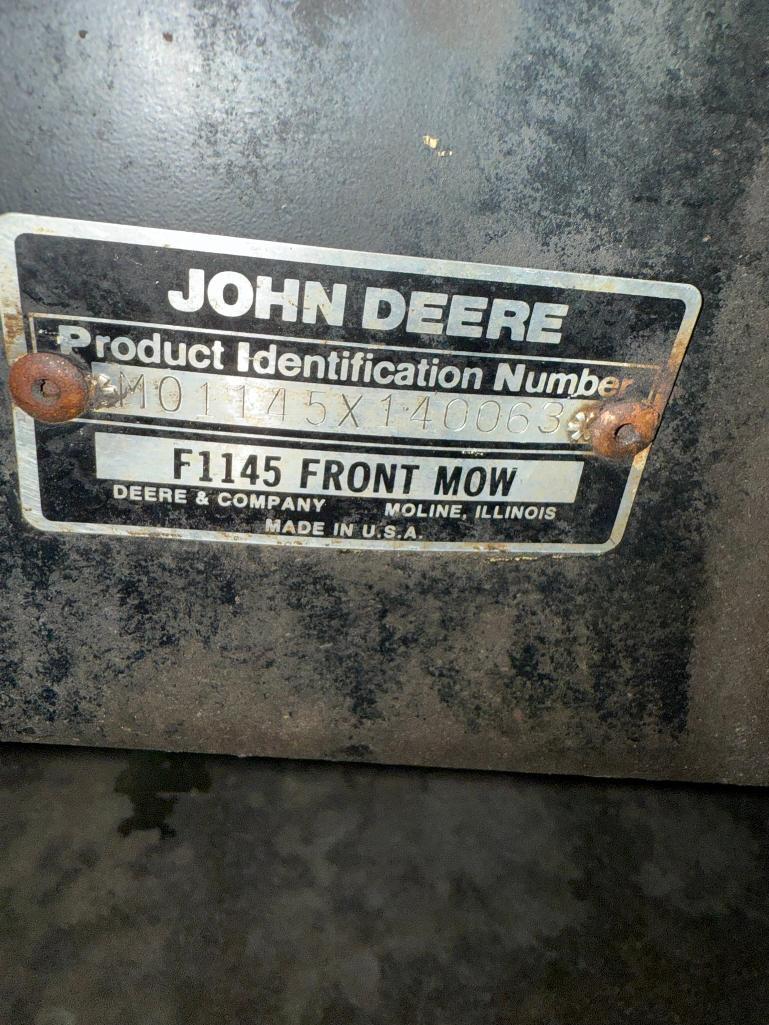 JOHN DEERE
Product Identification Number
*M01145X140063*
F1145 FRONT MOW
DEERE & COMPANY MOLINE, ILLINOIS
MADE IN U.S.A.